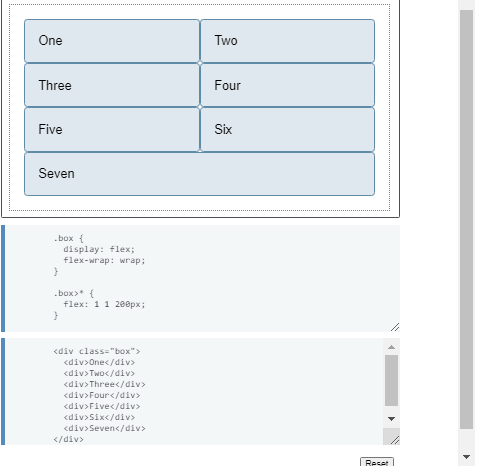 One Two
Three Four
Five Six
Seven
.box {
display: flex;
flex-wrap: wrap;
}
.box>* {
flex: 1 1 200px;
}
<div class="box">
<div>One</div>
<div>Two</div>
<div>Three</div>
<div>Four</div>
<div>Five</div>
<div>Six</div>
<div>Seven</div>
</div>
Reset